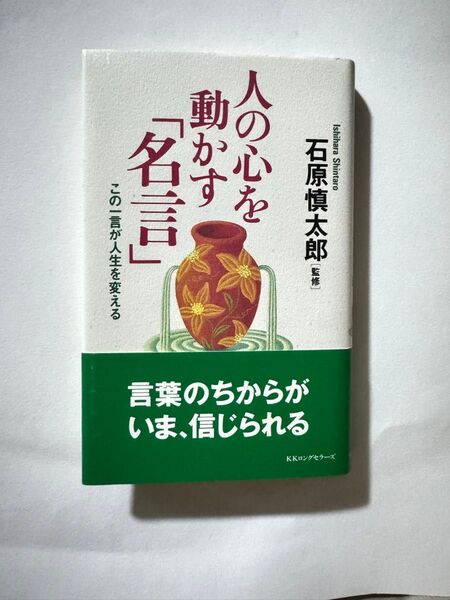 人の心を
動かす
「名言」
この一言が人生を変える
Ishihara Shintaro
石原慎太郎
[監修]
言葉のちからが
いま、信じられる
KKロングセラーズ